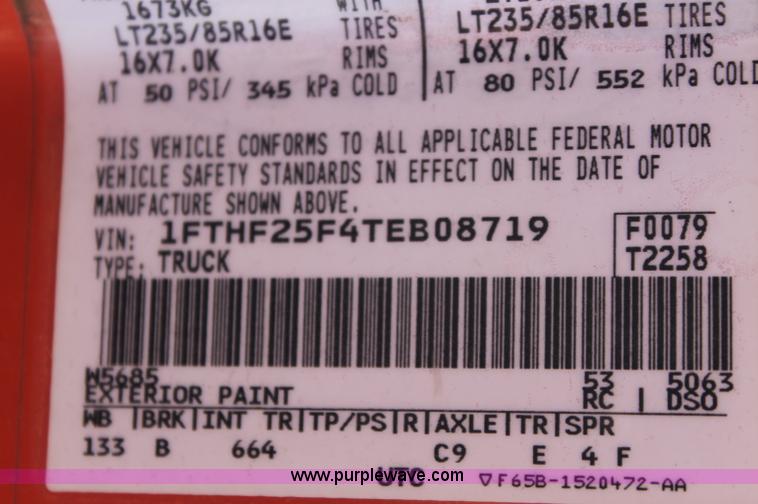 1673KG WITH
LT235/85R16E TIRES LT235/85R16E TIRES
16X7.0K RIMS 16X7.0K RIMS
AT 50 PSI/ 345 kPa COLD AT 80 PSI/ 552 kPa COLD
THIS VEHICLE CONFORMS TO ALL APPLICABLE FEDERAL MOTOR
VEHICLE SAFETY STANDARDS IN EFFECT ON THE DATE OF
MANUFACTURE SHOWN ABOVE.
VIN: 1FTHF25F4TEB08719 F0079
TYPE: TRUCK T2258
W5685 53 5063
EXTERIOR PAINT RC DSO
WB BRK INT TR TP/PS R AXLE TR SPR
133 B 664 C9 E 4 F
www.purplewave.com
UTC ▽F65B-1520472-AA